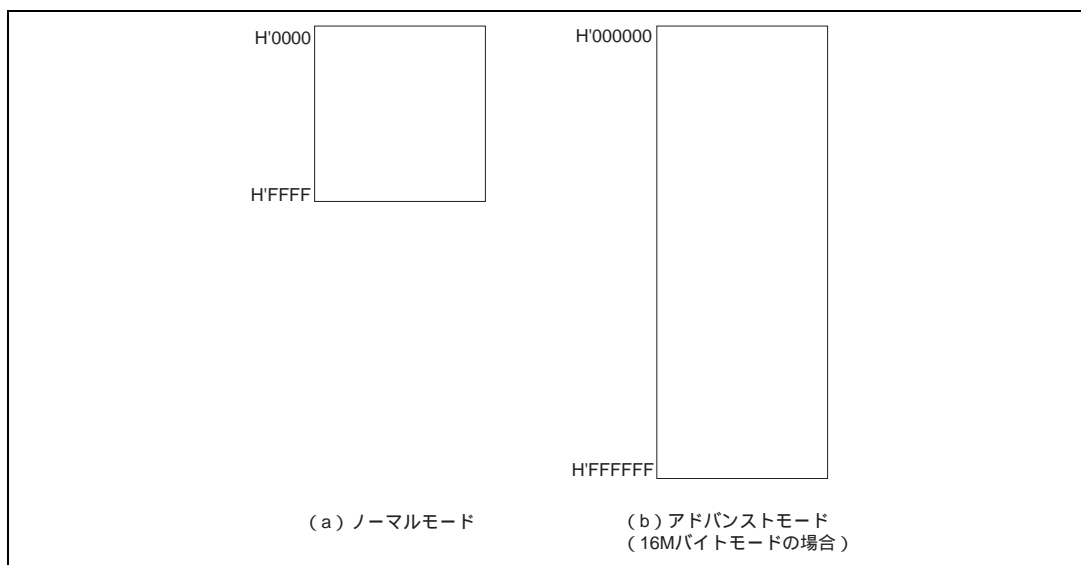 H'0000
H'FFFF
(a)ノーマルモード
H'000000
H'FFFFFF
(b)アドバンストモード
(16Mバイトモードの場合)